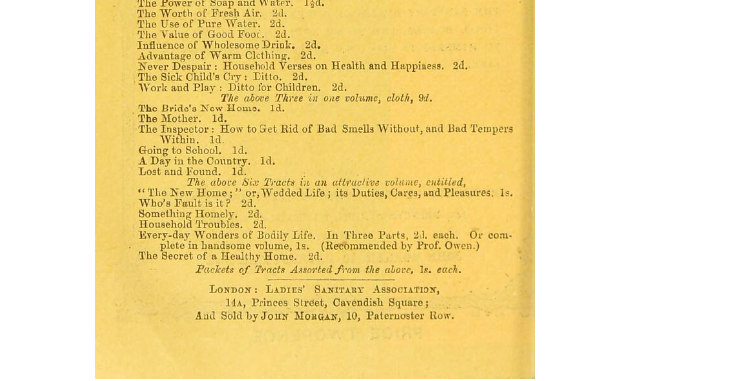 The Power of Soap and Water. 1½d.
The Worth of Fresh Air. 2d.
The Use of Pure Water. 2d.
The Value of Good Food. 2d.
Influence of Wholesome Drink. 2d.
Advantage of Warm Clothing. 2d.
Never Despair: Household Verses on Health and Happiness. 2d.
The Sick Child's Cry: Ditto. 2d.
Work and Play: Ditto for Children. 2d.
The above Three in one volume, cloth, 9d.
The Bride's New Home. 1d.
The Mother. 1d.
The Inspector: How to Get Rid of Bad Smells Without, and Bad Tempers
Within. 1d.
Going to School. 1d.
A Day in the Country. 1d.
Lost and Found. 1d.
The above Six Tracts in an attractive volume, entitled,
"The New Home;" or, Wedded Life; its Duties, Cares, and Pleasures. 1s.
Who's Fault is it? 2d.
Something Homely. 2d.
Household Troubles. 2d.
Every-day Wonders of Bodily Life. In Three Parts, 2d. each. Or com-
plete in handsome volume, 1s. (Recommended by Prof. Owen.)
The Secret of a Healthy Home. 2d.
Packets of Tracts Assorted from the above, 1s. each.
LONDON: LADIES' SANITARY ASSOCIATION,
14A, Princes Street, Cavendish Square;
And Sold by JOHN MORGAN, 10, Paternoster Row.